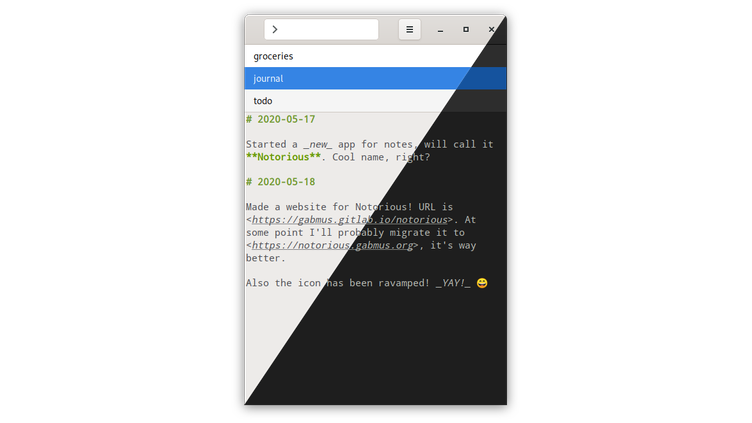 groceries
journal
todo
# 2020-05-17
Started a _new_ app for notes, will call it
**Notorious**. Cool name, right?
# 2020-05-18
Made a website for Notorious! URL is
<https://gabmus.gitlab.io/notorious>. At
some point I'll probably migrate it to
<https://notorious.gabmus.org>, it's way
better.
Also the icon has been ravamped! _YAY!_ 😄